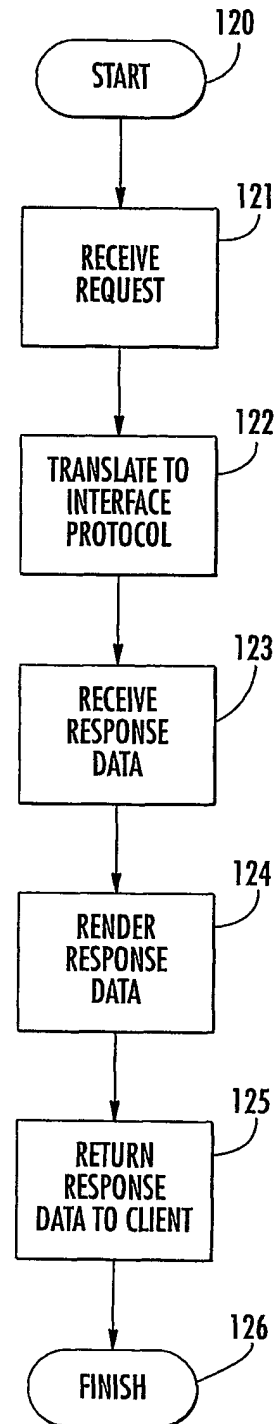 120
START
121
RECEIVE
REQUEST
122
TRANSLATE TO
INTERFACE
PROTOCOL
123
RECEIVE
RESPONSE
DATA
124
RENDER
RESPONSE
DATA
125
RETURN
RESPONSE
DATA TO CLIENT
126
FINISH